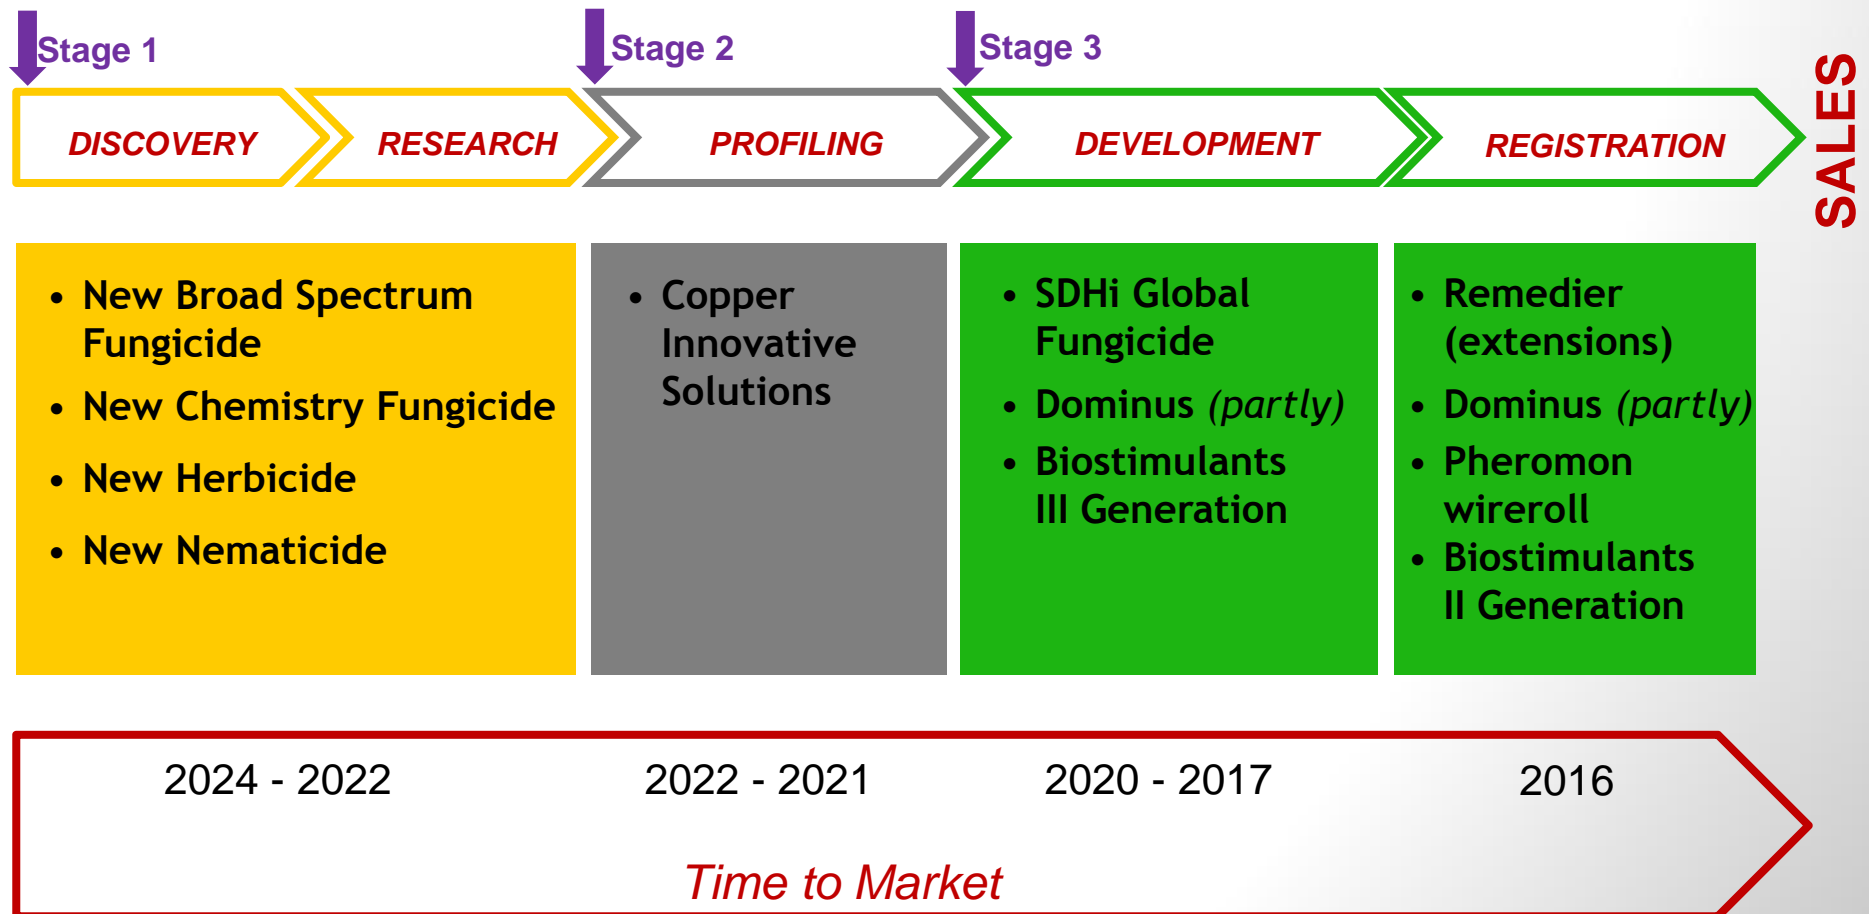 Stage 1
Stage 2
Stage 3
DISCOVERY
RESEARCH
PROFILING
DEVELOPMENT
REGISTRATION
SALES
• New Broad Spectrum
Fungicide
• New Chemistry Fungicide
• New Herbicide
• New Nematicide
• Copper
Innovative
Solutions
• SDHi Global
Fungicide
• Dominus (partly)
• Biostimulants
III Generation
• Remedier
(extensions)
• Dominus (partly)
• Pheromon
wireroll
• Biostimulants
II Generation
2024 - 2022
2022 - 2021
2020 - 2017
2016
Time to Market